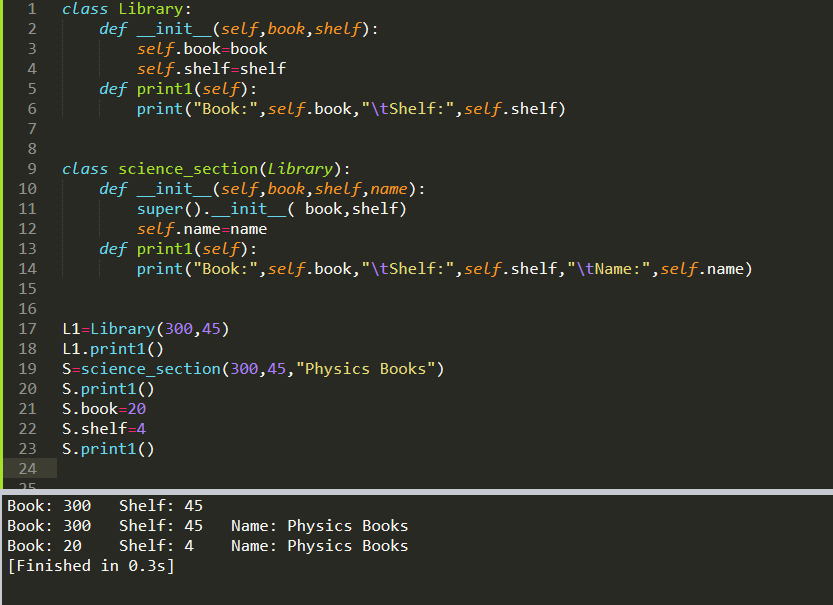 1 class Library:
2     def __init__(self,book,shelf):
3         self.book=book
4         self.shelf=shelf
5     def print1(self):
6         print("Book:",self.book,"\tShelf:",self.shelf)
7
8
9 class science_section(Library):
10     def __init__(self,book,shelf,name):
11         super().__init__( book,shelf)
12         self.name=name
13     def print1(self):
14         print("Book:",self.book,"\tShelf:",self.shelf,"\tName:",self.name)
15
16
17 L1=Library(300,45)
18 L1.print1()
19 S=science_section(300,45,"Physics Books")
20 S.print1()
21 S.book=20
22 S.shelf=4
23 S.print1()
24
25
Book: 300   Shelf: 45
Book: 300   Shelf: 45   Name: Physics Books
Book: 20    Shelf: 4    Name: Physics Books
[Finished in 0.3s]